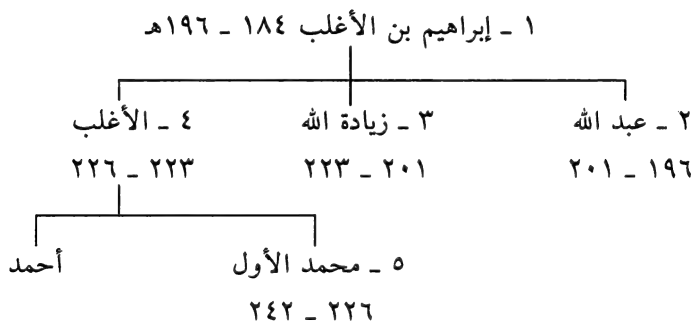 ١ ـ إبراهيم بن الأغلب ١٨٤ ـ ١٩٦هـ
٢ ـ عبد الله ٣ ـ زيادة الله ٤ ـ الأغلب
١٩٦ ـ ٢٠١ ٢٠١ ـ ٢٢٣ ٢٢٣ ـ ٢٢٦
٥ ـ محمد الأول أحمد
٢٢٦ ـ ٢٤٢